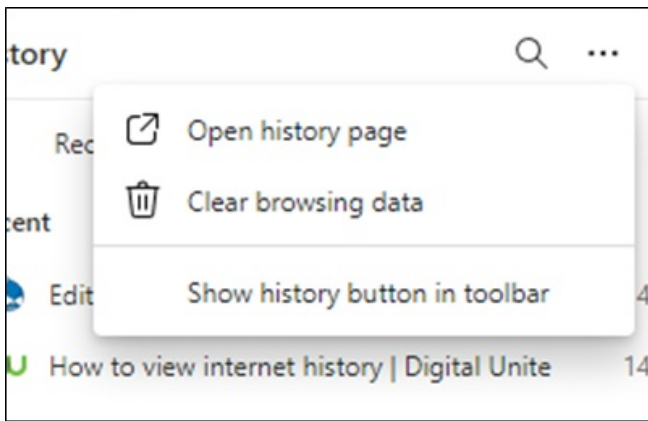 tory
Open history page
Rec
Clear browsing data
cent
Edit
Show history button in toolbar
4
How to view internet history | Digital Unite
14